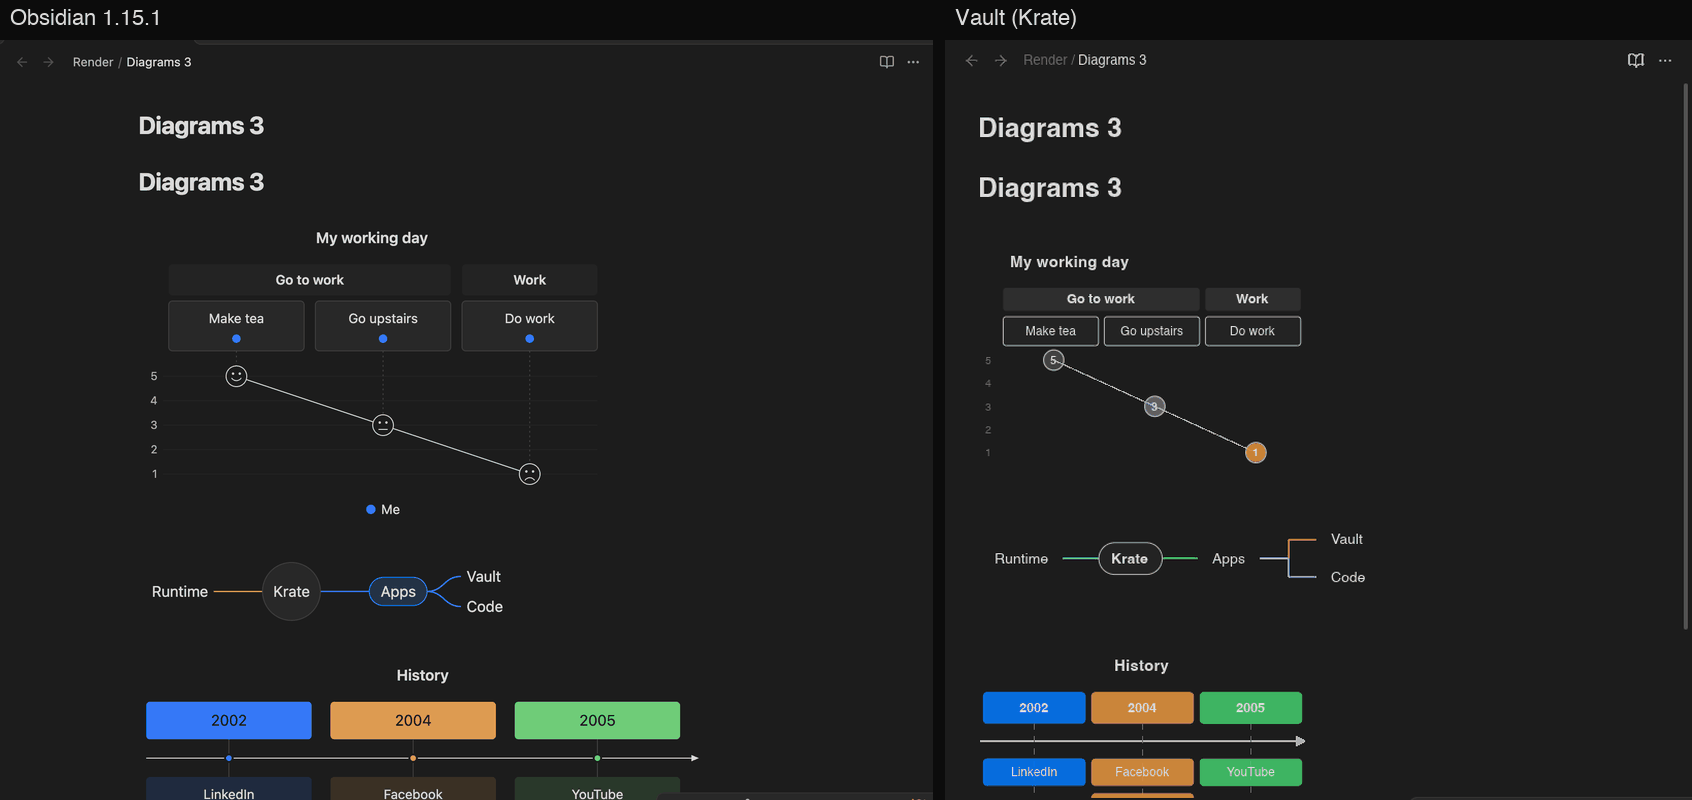 Obsidian 1.15.1
Render / Diagrams 3
Diagrams 3
Diagrams 3
My working day
Go to work
Work
Make tea
Go upstairs
Do work
5
4
3
2
1
Me
Runtime
Krate
Apps
Vault
Code
History
2002
2004
2005
LinkedIn
Facebook
YouTube
Vault (Krate)
Render / Diagrams 3
Diagrams 3
Diagrams 3
My working day
Go to work
Work
Make tea
Go upstairs
Do work
5
4
3
2
1
5
3
1
Runtime
Krate
Apps
Vault
Code
History
2002
2004
2005
LinkedIn
Facebook
YouTube